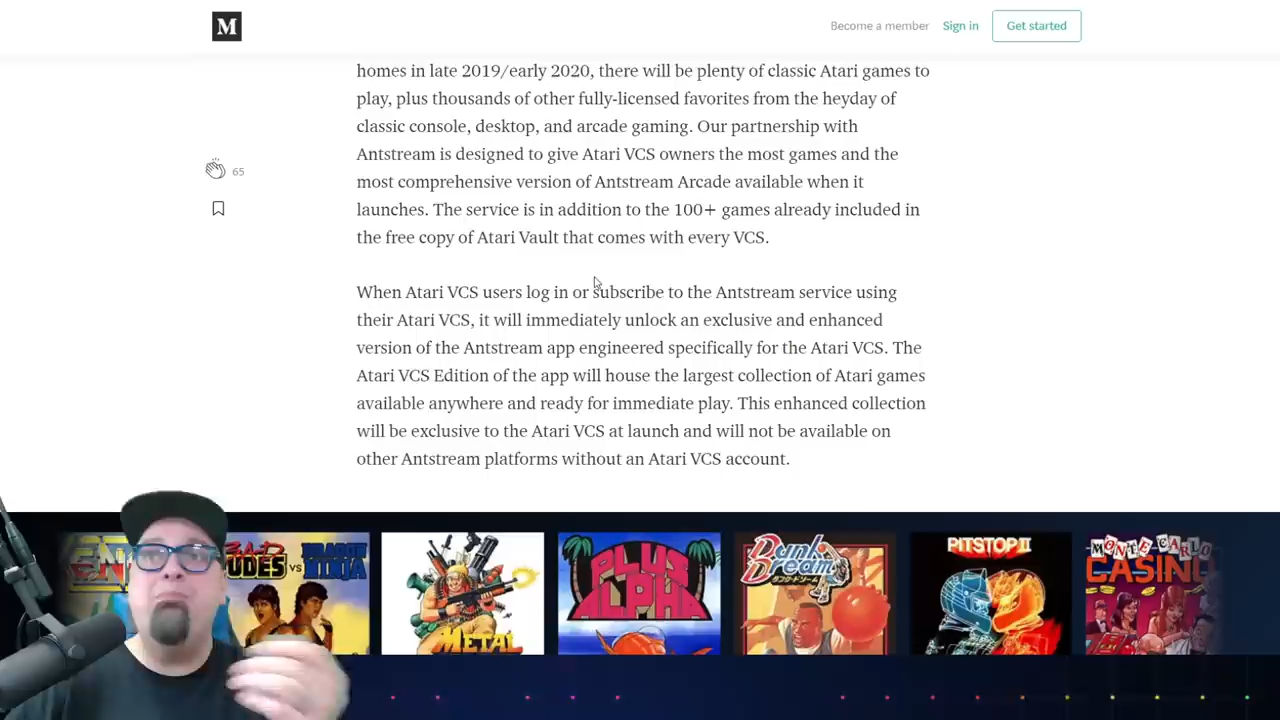 M
Become a member
Sign in
Get started
homes in late 2019/early 2020, there will be plenty of classic Atari games to
play, plus thousands of other fully-licensed favorites from the heyday of
classic console, desktop, and arcade gaming. Our partnership with
Antstream is designed to give Atari VCS owners the most games and the
most comprehensive version of Antstream Arcade available when it
launches. The service is in addition to the 100+ games already included in
the free copy of Atari Vault that comes with every VCS.
65
When Atari VCS users log in or subscribe to the Antstream service using
their Atari VCS, it will immediately unlock an exclusive and enhanced
version of the Antstream app engineered specifically for the Atari VCS. The
Atari VCS Edition of the app will house the largest collection of Atari games
available anywhere and ready for immediate play. This enhanced collection
will be exclusive to the Atari VCS at launch and will not be available on
other Antstream platforms without an Atari VCS account.
DRAGON
VS NINJA
METAL
PLUS
ALPHA
Dunk
Dream
PITSTOP II
MONTE CARLO
CASINO